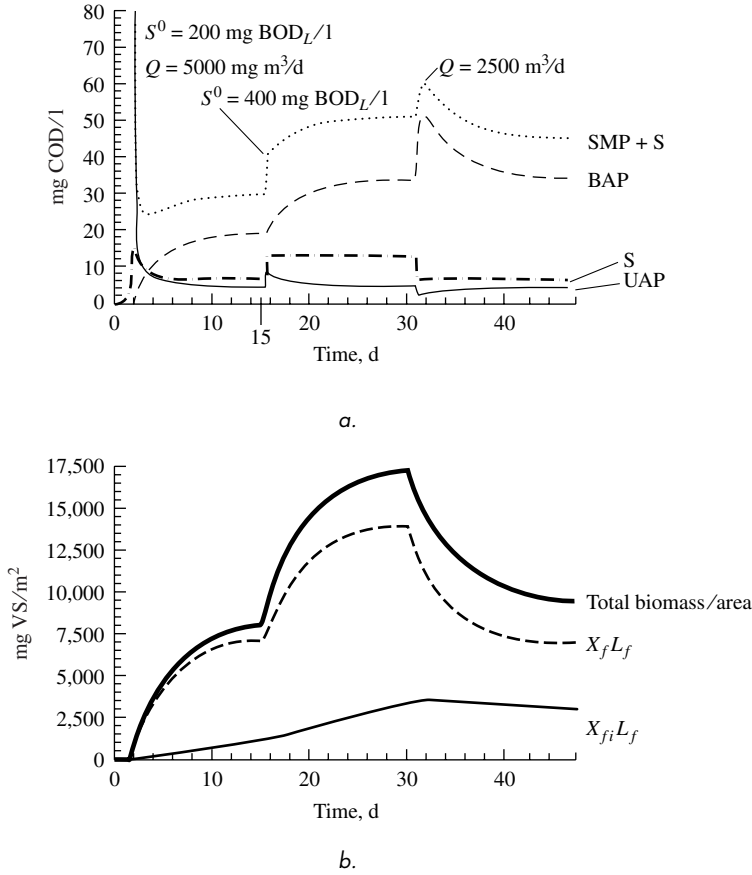 80
70
60
50
40
30
20
10
0
mg COD/l
S⁰ = 200 mg BOD_L/l
Q = 5000 mg m³/d
S⁰ = 400 mg BOD_L/l
Q = 2500 m³/d
SMP + S
BAP
S
UAP
0 10 20 30 40
15
Time, d
a.
17,500
15,000
12,500
10,000
7,500
5,000
2,500
0
mg VS/m²
Total biomass/area
X_fL_f
X_fiL_f
0 10 20 30 40
Time, d
b.